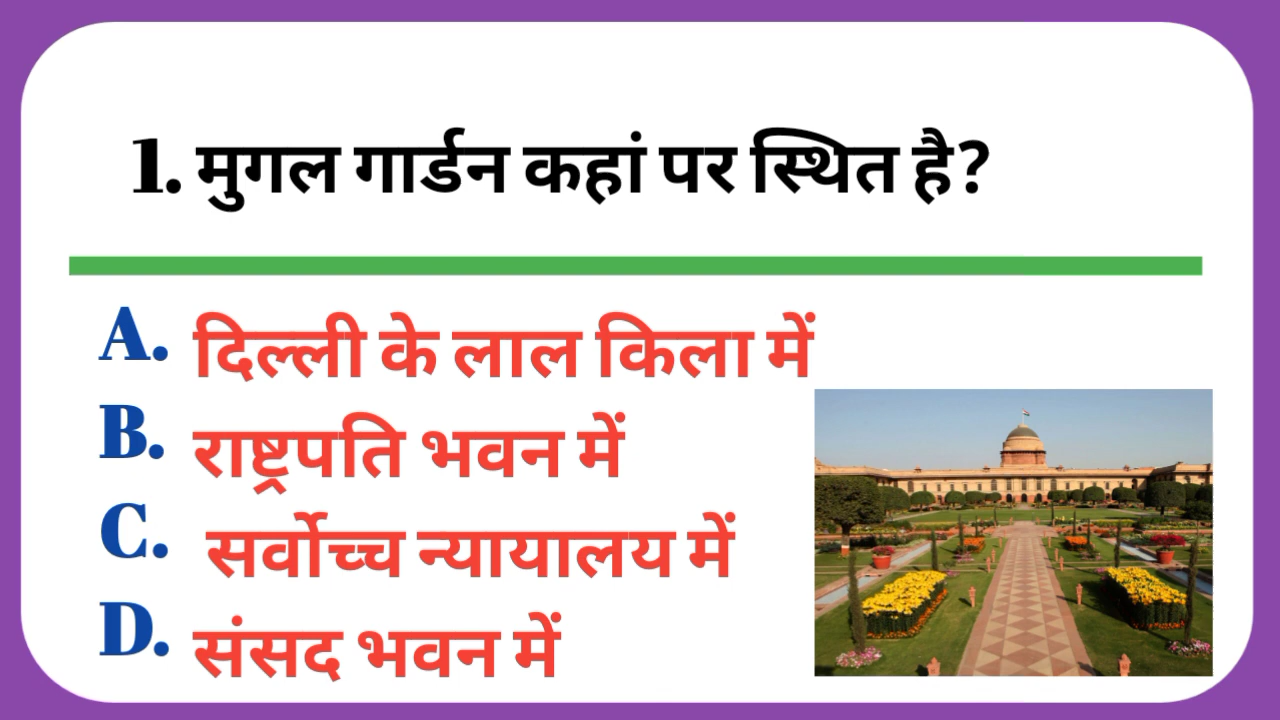 1. मुगल गार्डन कहां पर स्थित है?
A. दिल्ली के लाल किला में
B. राष्ट्रपति भवन में
C. सर्वोच्च न्यायालय में
D. संसद भवन में